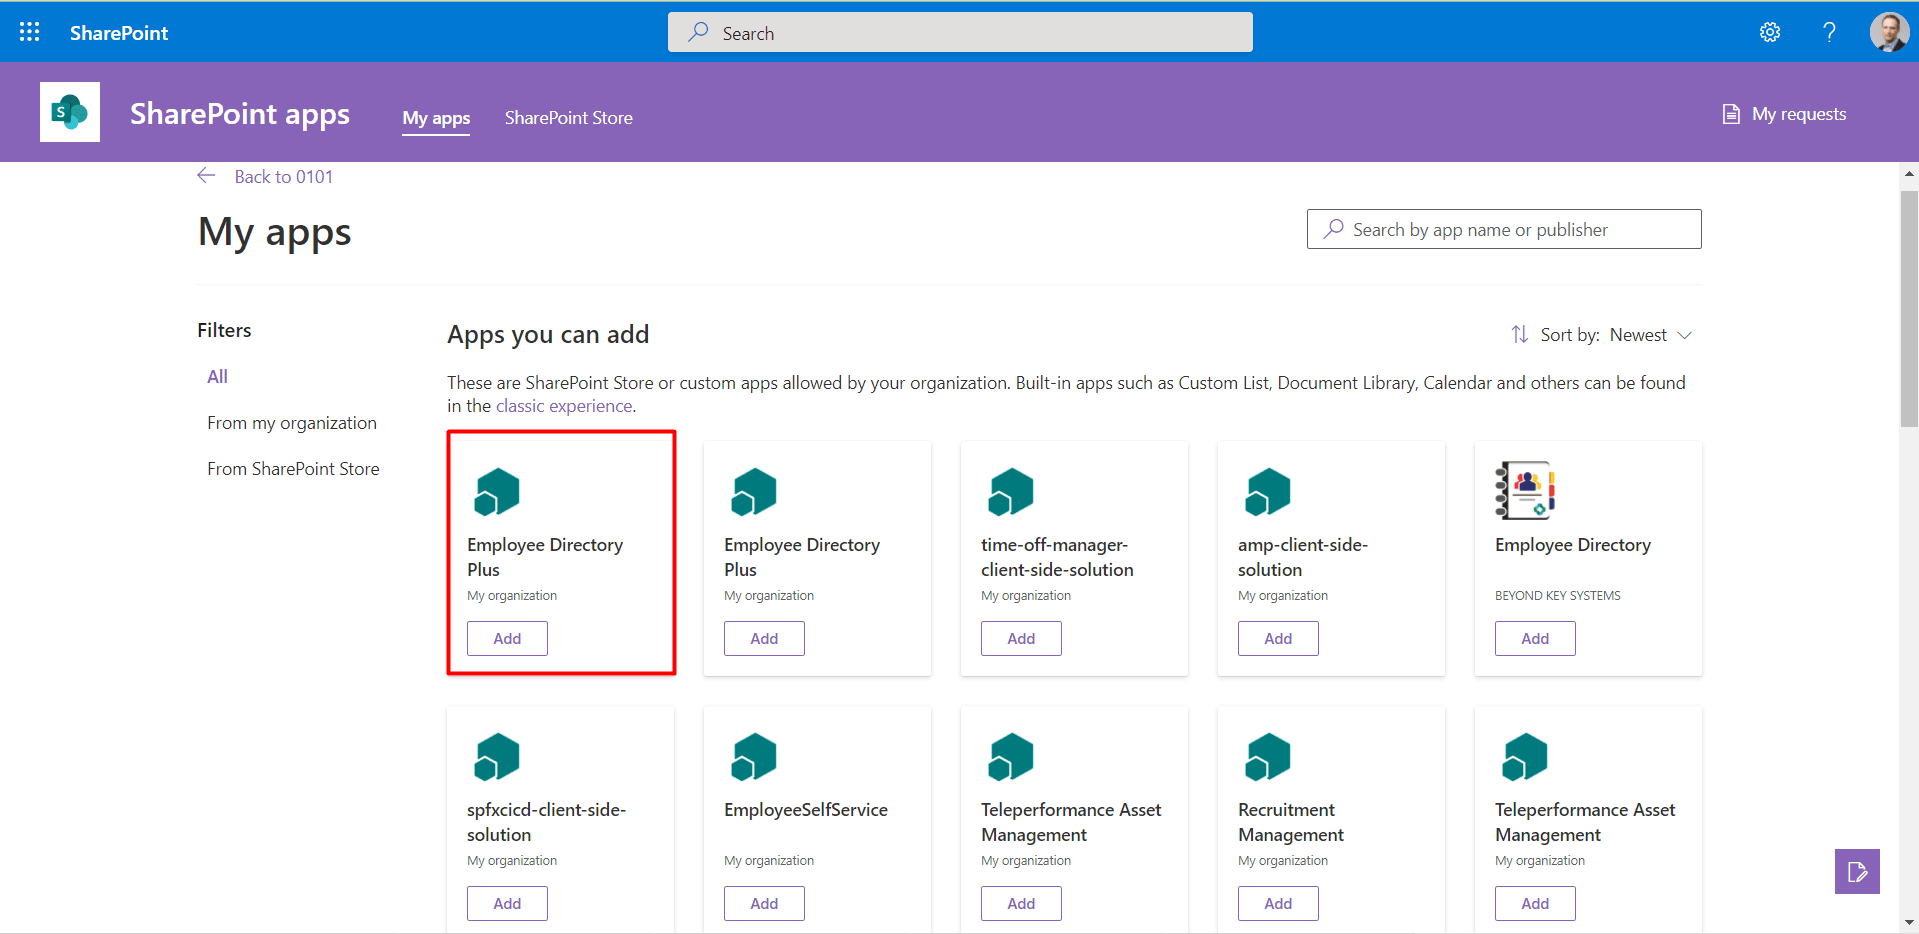 SharePoint
Search
?
S
SharePoint apps
My apps
SharePoint Store
My requests
Back to 0101
My apps
Search by app name or publisher
Filters
All
From my organization
From SharePoint Store
Apps you can add
Sort by: Newest
These are SharePoint Store or custom apps allowed by your organization. Built-in apps such as Custom List, Document Library, Calendar and others can be found
in the classic experience.
Employee Directory
Plus
My organization
Add
Employee Directory
Plus
My organization
Add
time-off-manager-
client-side-solution
My organization
Add
amp-client-side-
solution
My organization
Add
Employee Directory
BEYOND KEY SYSTEMS
Add
spfxcicd-client-side-
solution
My organization
Add
EmployeeSelfService
My organization
Add
Teleperformance Asset
Management
My organization
Add
Recruitment
Management
My organization
Add
Teleperformance Asset
Management
My organization
Add